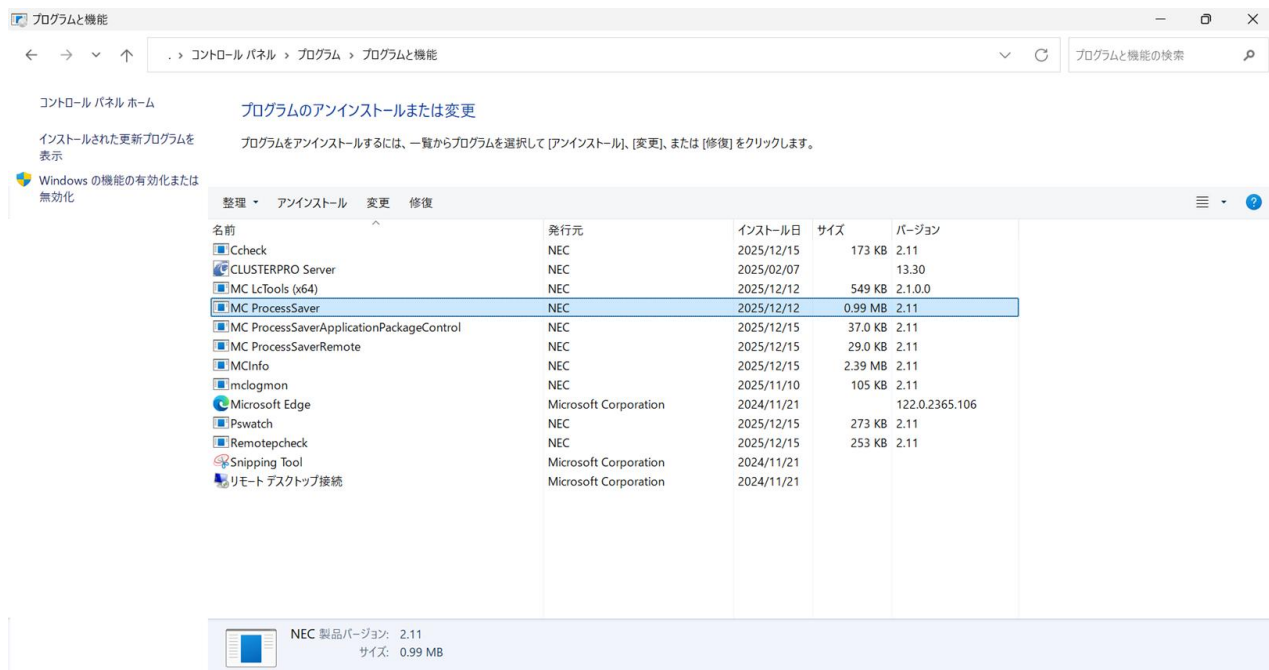 プログラムと機能
. › コントロール パネル › プログラム › プログラムと機能
プログラムと機能の検索
コントロール パネル ホーム
インストールされた更新プログラムを
表示
Windows の機能の有効化または
無効化
プログラムのアンインストールまたは変更
プログラムをアンインストールするには、一覧からプログラムを選択して [アンインストール]、[変更]、または [修復] をクリックします。
整理 アンインストール 変更 修復
名前 発行元 インストール日 サイズ バージョン
Ccheck NEC 2025/12/15 173 KB 2.11
CLUSTERPRO Server NEC 2025/02/07 13.30
MC LcTools (x64) NEC 2025/12/12 549 KB 2.1.0.0
MC ProcessSaver NEC 2025/12/12 0.99 MB 2.11
MC ProcessSaverApplicationPackageControl NEC 2025/12/15 37.0 KB 2.11
MC ProcessSaverRemote NEC 2025/12/15 29.0 KB 2.11
MCInfo NEC 2025/12/15 2.39 MB 2.11
mclogmon NEC 2025/11/10 105 KB 2.11
Microsoft Edge Microsoft Corporation 2024/11/21 122.0.2365.106
Pswatch NEC 2025/12/15 273 KB 2.11
Remotepcheck NEC 2025/12/15 253 KB 2.11
Snipping Tool Microsoft Corporation 2024/11/21
リモート デスクトップ接続 Microsoft Corporation 2024/11/21
NEC 製品バージョン: 2.11
サイズ: 0.99 MB